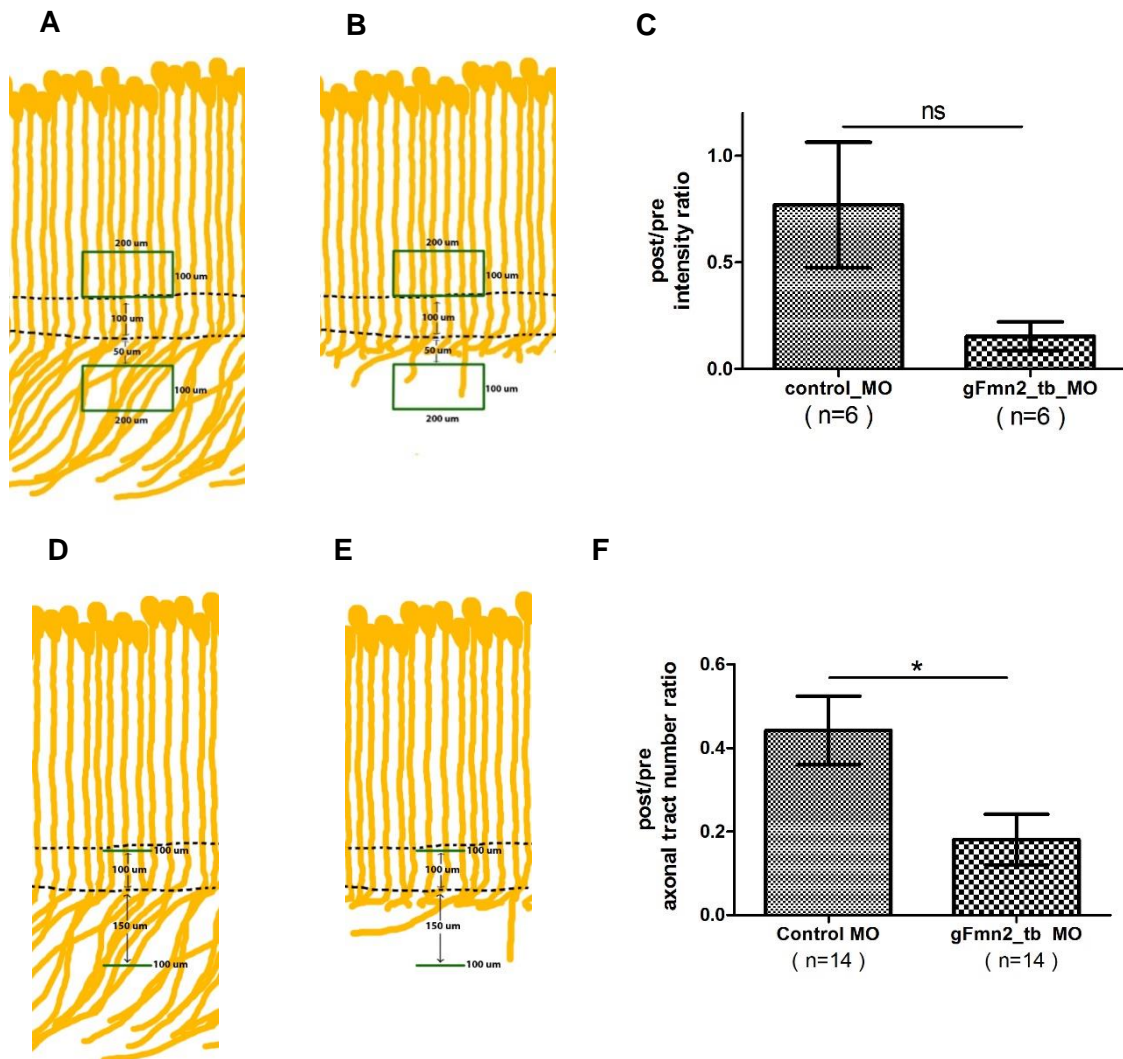 A
B
C
200 um
100 um
100 um
50 um
100 um
200 um
200 um
100 um
100 um
50 um
100 um
200 um
post/pre
intensity ratio
1.0
0.5
0.0
ns
control_MO
gFmn2_tb_MO
( n=6 )
( n=6 )
D
E
F
100 um
100 um
150 um
100 um
100 um
100 um
150 um
100 um
post/pre
axonal tract number ratio
0.6
0.4
0.2
0.0
*
Control MO
gFmn2_tb MO
( n=14 )
( n=14 )